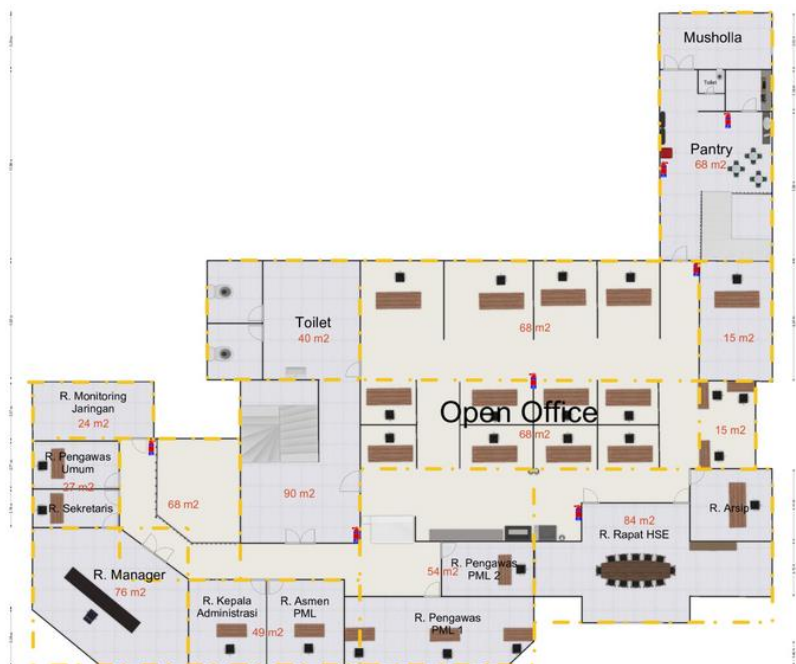 Musholla
Toilet
Pantry
68 m2
Toilet
40 m2
68 m2
15 m2
R. Monitoring
Jaringan
24 m2
Open Office
68 m2
15 m2
R. Pengawas
Umum
27 m2
R. Sekretaris
68 m2
90 m2
84 m2
R. Rapat HSE
R. Arsip
R. Manager
76 m2
54 m2
R. Pengawas
PML 2
R. Kepala
Administrasi
R. Asmen
PML
49 m2
R. Pengawas
PML 1